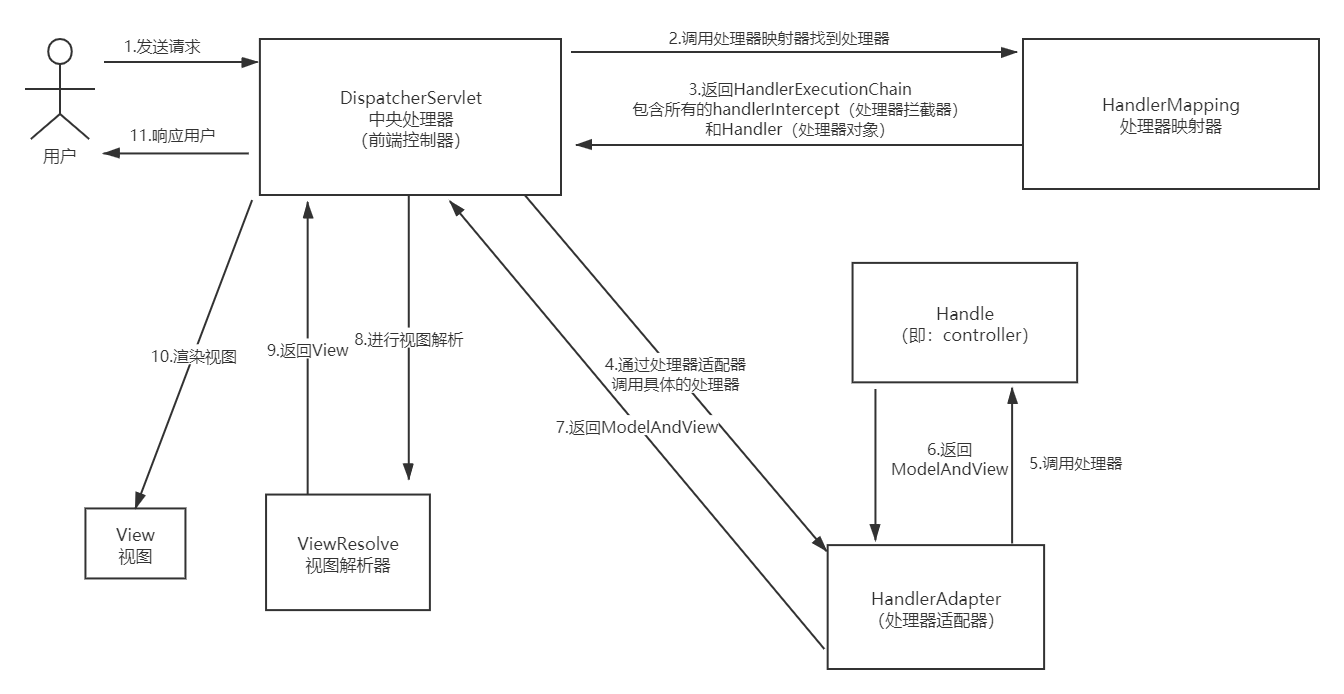 1.发送请求
2.调用处理器映射器找到处理器
DispatcherServlet
中央处理器
（前端控制器）
3.返回HandlerExecutionChain
包含所有的handlerIntercept（处理器拦截器）
和Handler（处理器对象）
HandlerMapping
处理器映射器
11.响应用户
用户
Handle
（即：controller）
10.渲染视图
9.返回View
8.进行视图解析
4.通过处理器适配器
调用具体的处理器
7.返回ModelAndView
6.返回
ModelAndView
5.调用处理器
View
视图
ViewResolve
视图解析器
HandlerAdapter
（处理器适配器）